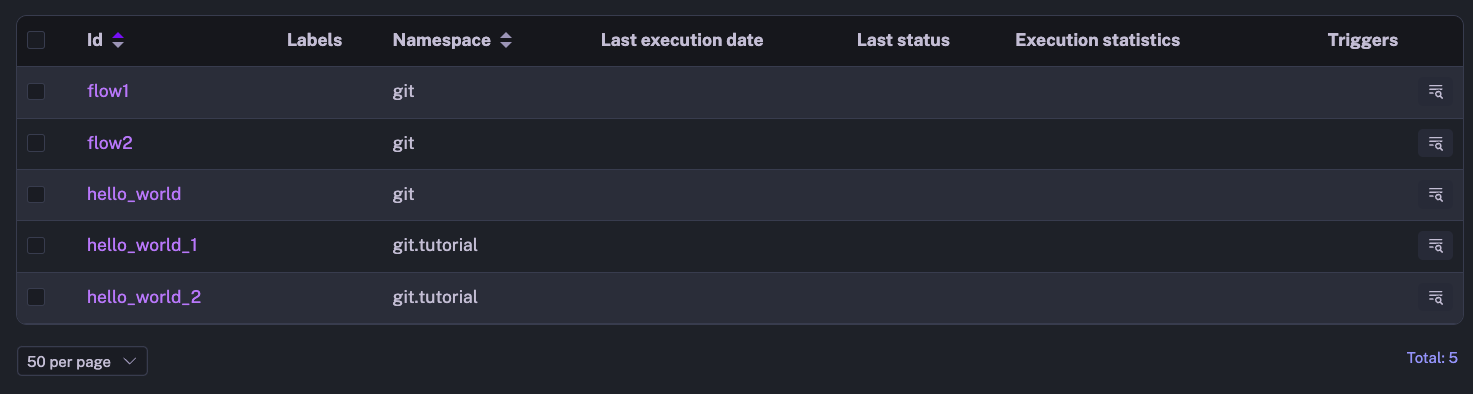 Id Labels Namespace Last execution date Last status Execution statistics Triggers
flow1 git
flow2 git
hello_world git
hello_world_1 git.tutorial
hello_world_2 git.tutorial
50 per page Total: 5